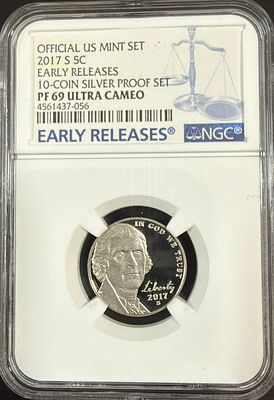 OFFICIAL US MINT SET
2017 S 5C
EARLY RELEASES
10-COIN SILVER PROOF SET
PF 69 ULTRA CAMEO
4561437-056
EARLY RELEASES®
NGC®
IN GOD WE TRUST
Liberty
2017
S